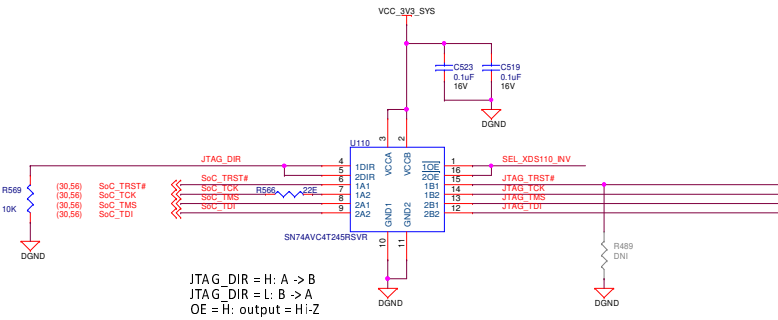 VCC_3V3_SYS
C523
0.1uF
16V
C519
0.1uF
16V
DGND
U110
3
2
VCCA
VCCB
JTAG_DIR
4
1DIR
1OE
1
SEL_XDS110_INV
5
2DIR
2OE
16
SoC_TRST#
6
1A1
1B1
15
JTAG_TRST#
SoC_TCK
R566
22E
7
1A2
1B2
14
JTAG_TCK
SoC_TMS
8
2A1
2B1
13
JTAG_TMS
SoC_TDI
9
2A2
2B2
12
JTAG_TDI
R569
10K
(30,56) SoC_TRST#
(30,56) SoC_TCK
(30,56) SoC_TMS
(30,56) SoC_TDI
GND1
GND2
SN74AVC4T245RSVR
10
11
R489
DNI
DGND
DGND
DGND
JTAG_DIR = H: A -> B
JTAG_DIR = L: B -> A
OE = H: output = Hi-Z